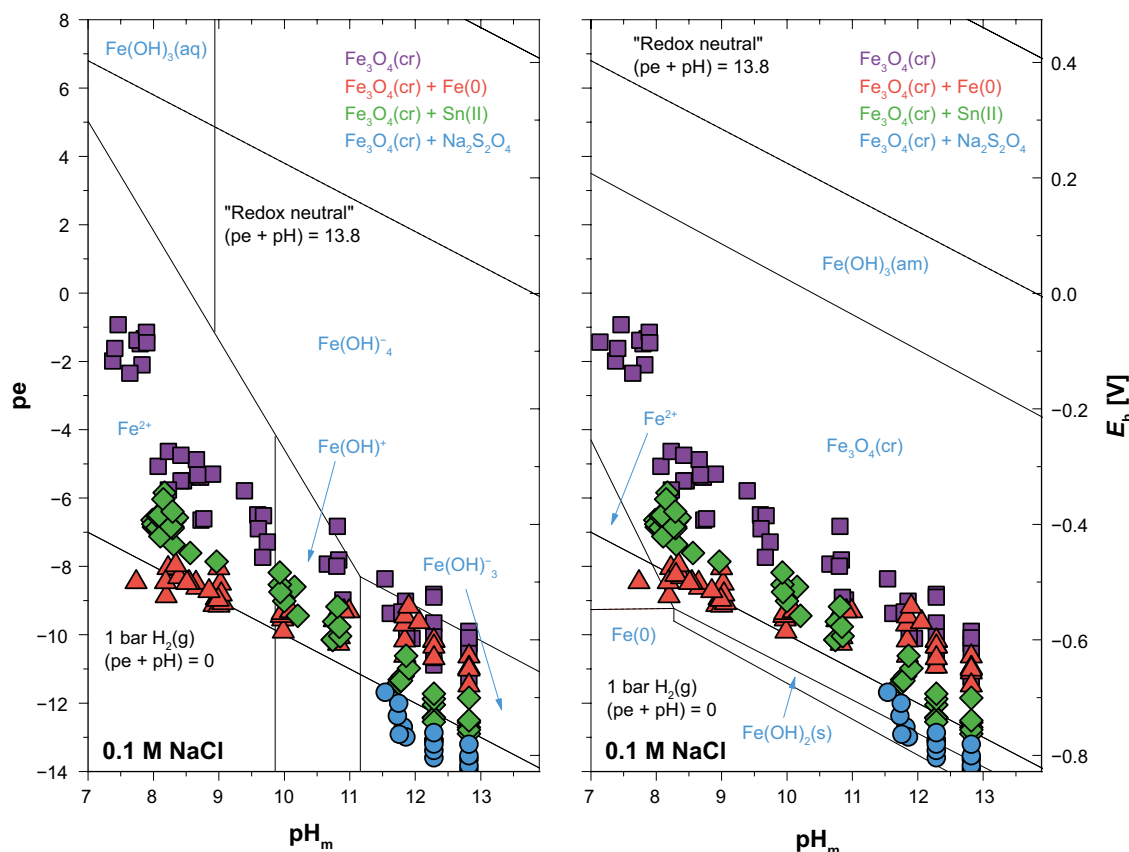 8
6
4
2
0
−2
−4
−6
−8
−10
−12
−14
pe
Fe(OH)₃(aq)
Fe₃O₄(cr)
Fe₃O₄(cr) + Fe(0)
Fe₃O₄(cr) + Sn(II)
Fe₃O₄(cr) + Na₂S₂O₄
"Redox neutral"
(pe + pH) = 13.8
Fe(OH)⁻₄
Fe²⁺
Fe(OH)⁺
Fe(OH)⁻₃
1 bar H₂(g)
(pe + pH) = 0
0.1 M NaCl
7 8 9 10 11 12 13
pHₘ
"Redox neutral"
(pe + pH) = 13.8
Fe₃O₄(cr)
Fe₃O₄(cr) + Fe(0)
Fe₃O₄(cr) + Sn(II)
Fe₃O₄(cr) + Na₂S₂O₄
Fe(OH)₃(am)
Fe²⁺
Fe₃O₄(cr)
Fe(0)
1 bar H₂(g)
(pe + pH) = 0
Fe(OH)₂(s)
0.1 M NaCl
7 8 9 10 11 12 13
pHₘ
0.4
0.2
0.0
−0.2
−0.4
−0.6
−0.8
Eₕ [V]